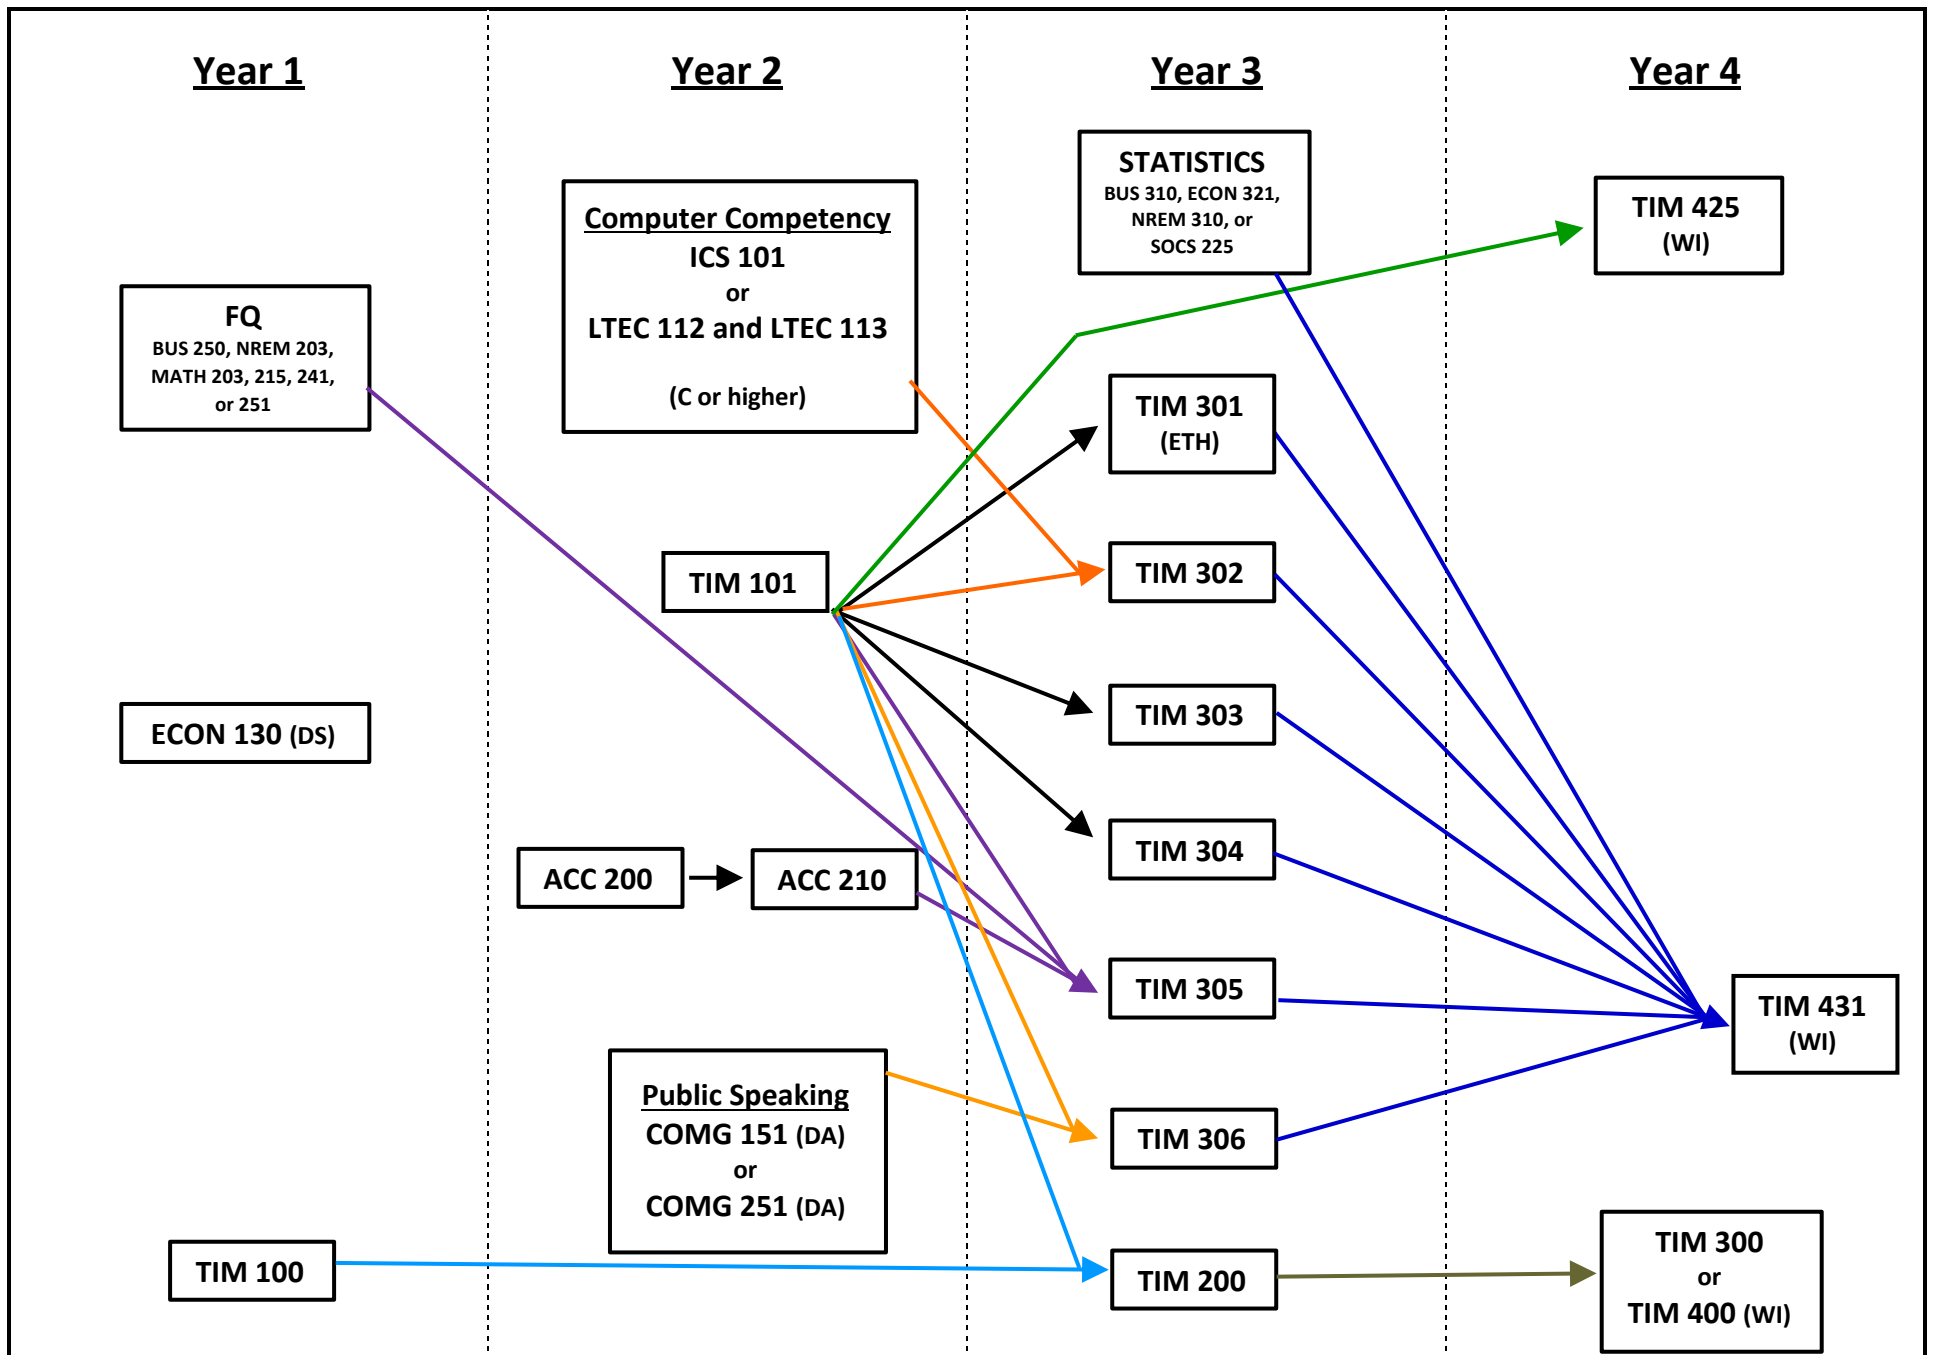 Year 1
Year 2
Year 3
Year 4
FQ
BUS 250, NREM 203,
MATH 203, 215, 241,
or 251
ECON 130 (DS)
TIM 100
Computer Competency
ICS 101
or
LTEC 112 and LTEC 113
(C or higher)
TIM 101
ACC 200
ACC 210
Public Speaking
COMG 151 (DA)
or
COMG 251 (DA)
STATISTICS
BUS 310, ECON 321,
NREM 310, or
SOCS 225
TIM 301
(ETH)
TIM 302
TIM 303
TIM 304
TIM 305
TIM 306
TIM 200
TIM 425
(WI)
TIM 431
(WI)
TIM 300
or
TIM 400 (WI)